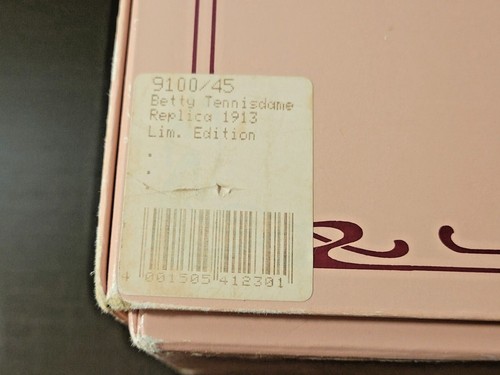 9100/45
Betty Tennisdame
Replica 1913
Lim. Edition
.
.
4 001505 412301